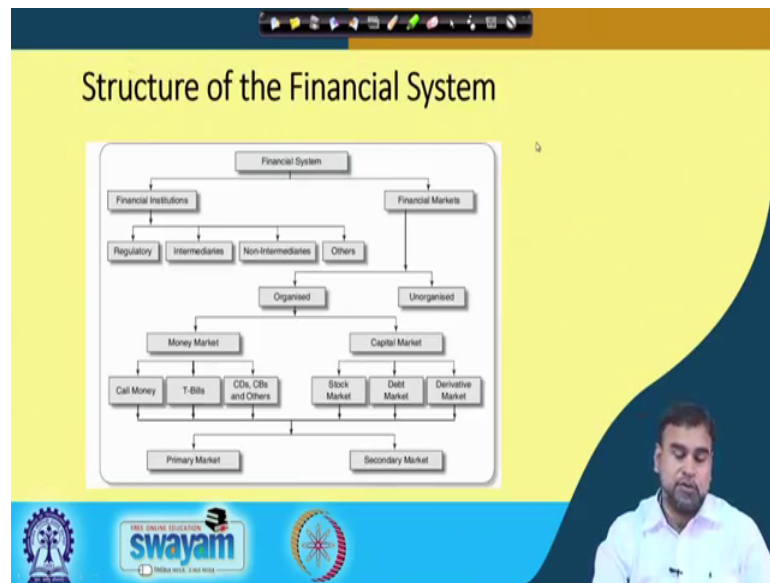 Structure of the Financial System
Financial System
Financial Institutions
Financial Markets
Regulatory
Intermediaries
Non-Intermediaries
Others
Organised
Unorganised
Money Market
Capital Market
Call Money
T-Bills
CDs, CBs
and Others
Stock
Market
Debt
Market
Derivative
Market
Primary Market
Secondary Market
FREE ONLINE EDUCATION
swayam